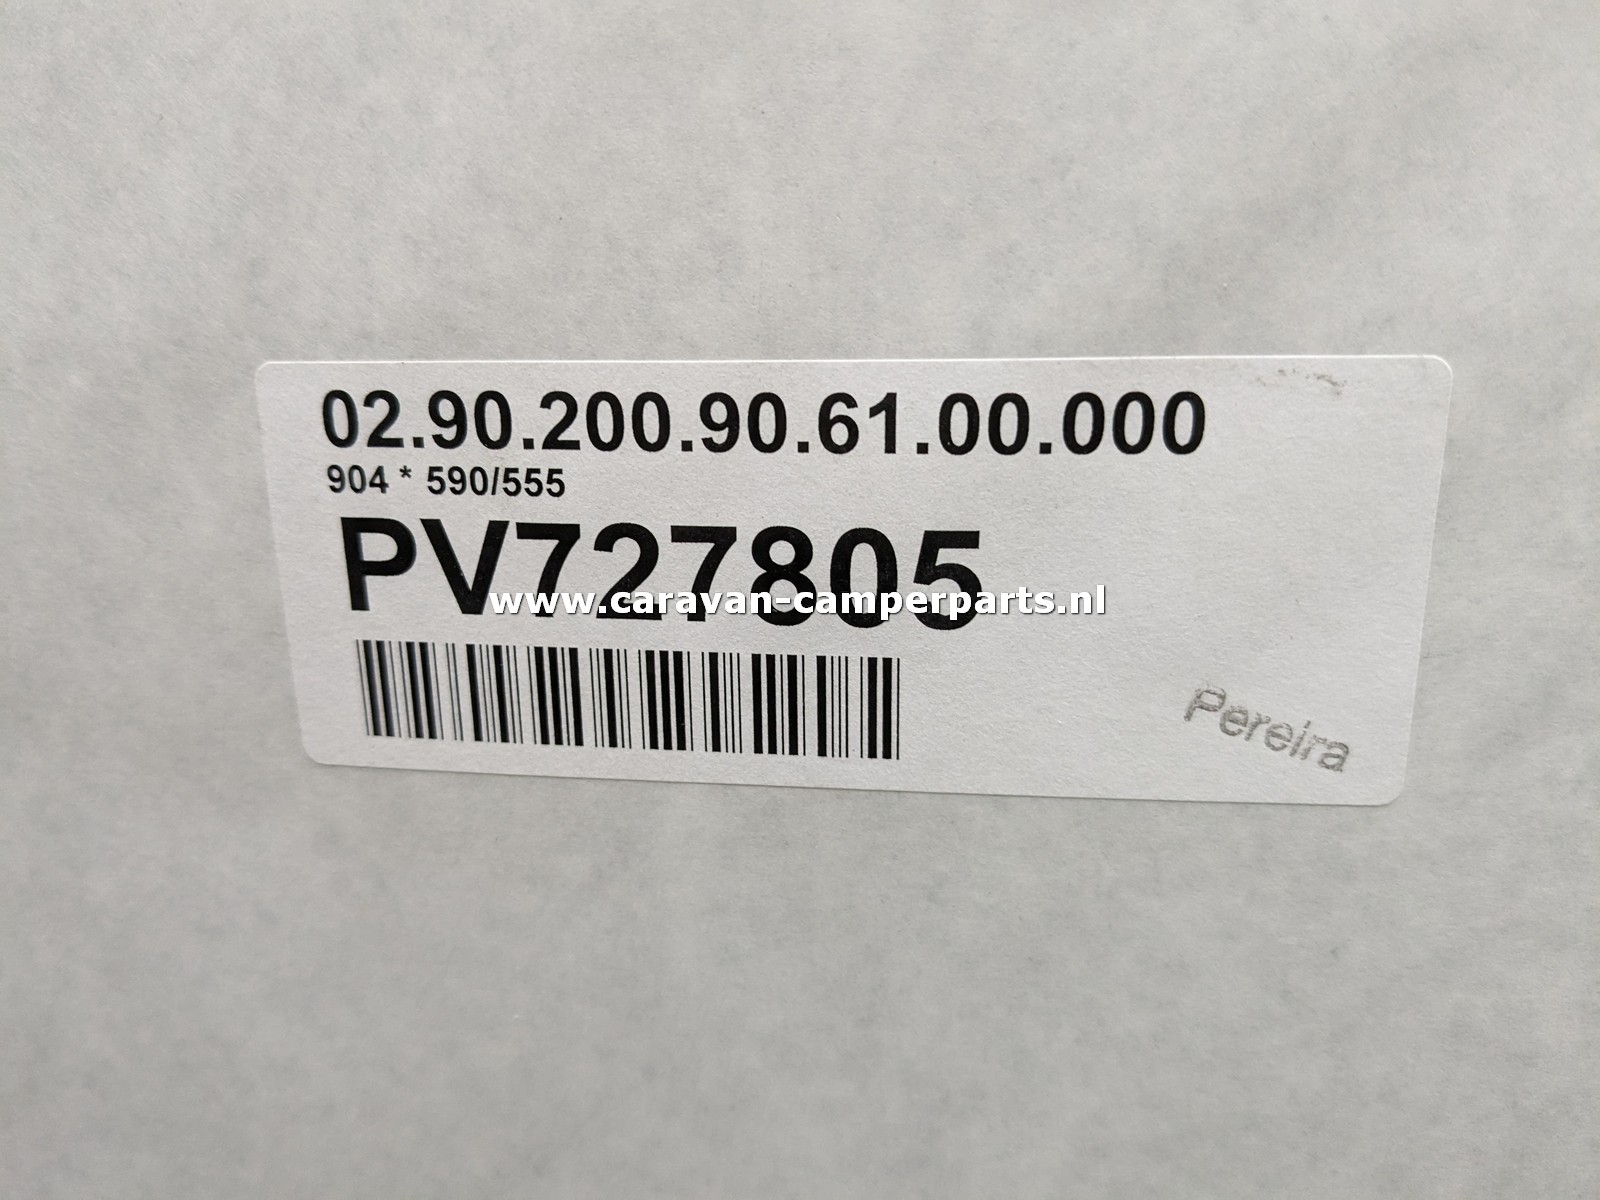 02.90.200.90.61.00.000
904 * 590/555
PV727805
www.caravan-camperparts.nl
Pereira